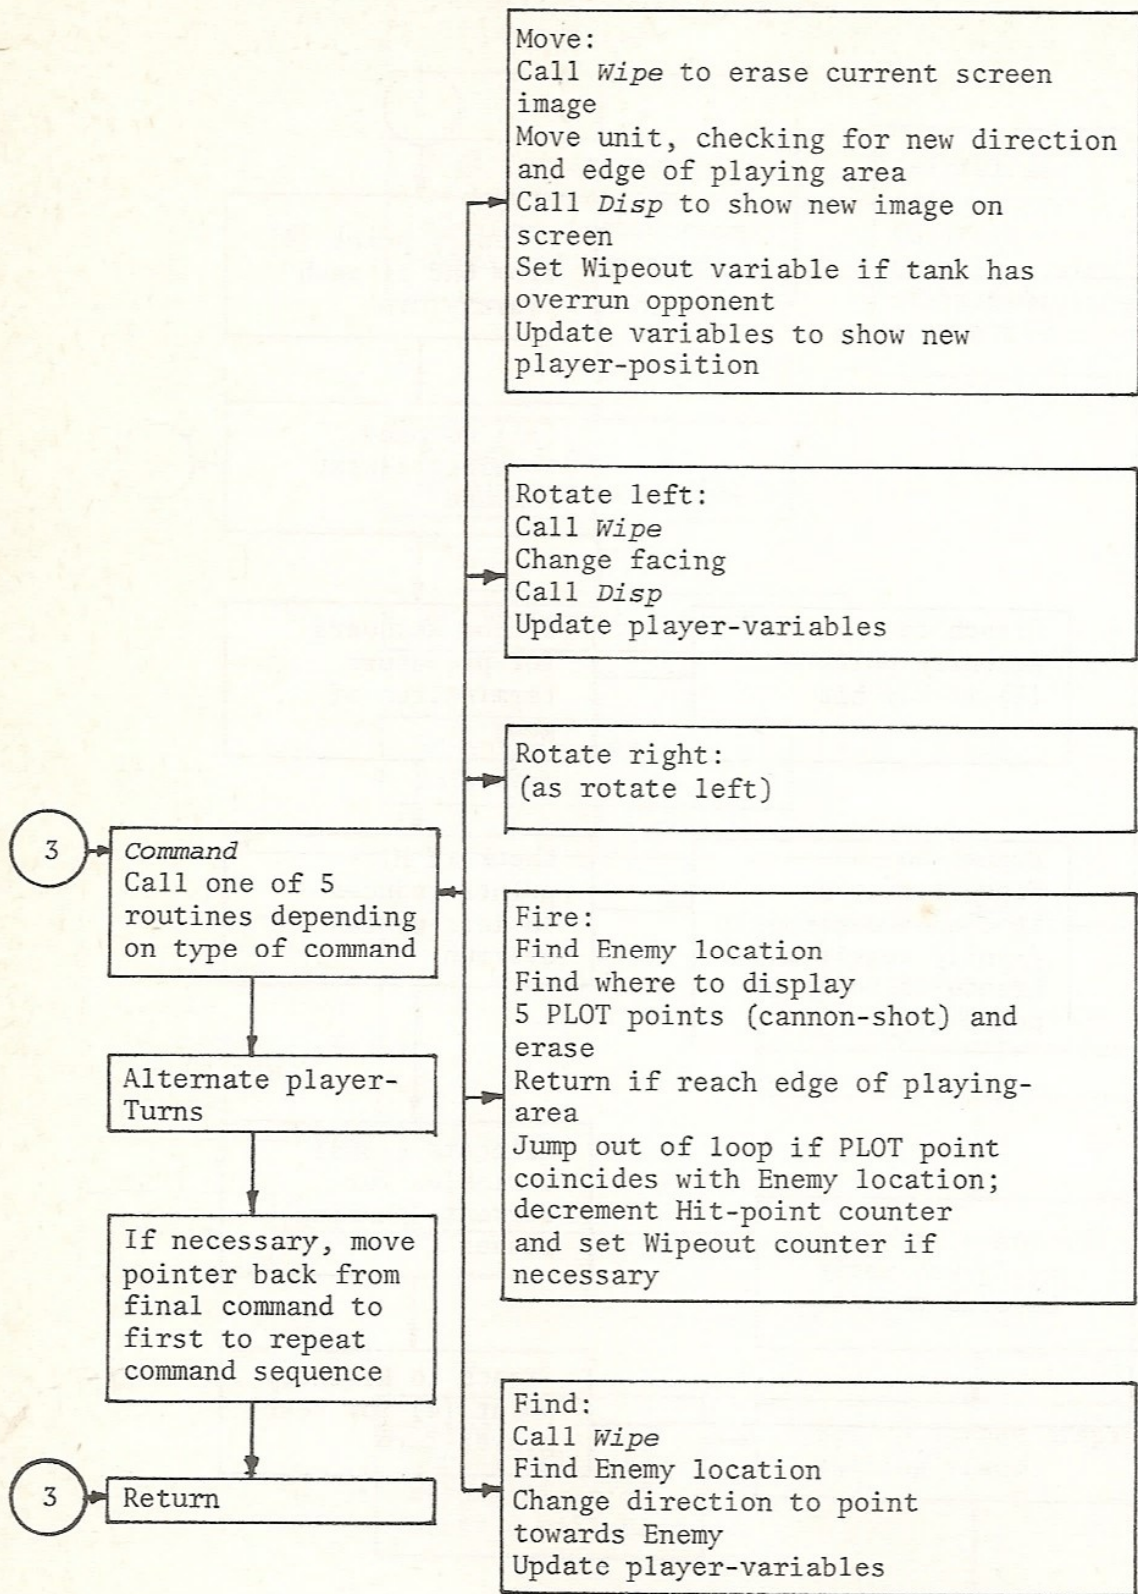 Move:
Call Wipe to erase current screen
image
Move unit, checking for new direction
and edge of playing area
Call Disp to show new image on
screen
Set Wipeout variable if tank has
overrun opponent
Update variables to show new
player-position
Rotate left:
Call Wipe
Change facing
Call Disp
Update player-variables
Rotate right:
(as rotate left)
3
Command
Call one of 5
routines depending
on type of command
Fire:
Find Enemy location
Find where to display
5 PLOT points (cannon-shot) and
erase
Return if reach edge of playing-
area
Jump out of loop if PLOT point
coincides with Enemy location;
decrement Hit-point counter
and set Wipeout counter if
necessary
Alternate player-
Turns
If necessary, move
pointer back from
final command to
first to repeat
command sequence
3
Return
Find:
Call Wipe
Find Enemy location
Change direction to point
towards Enemy
Update player-variables